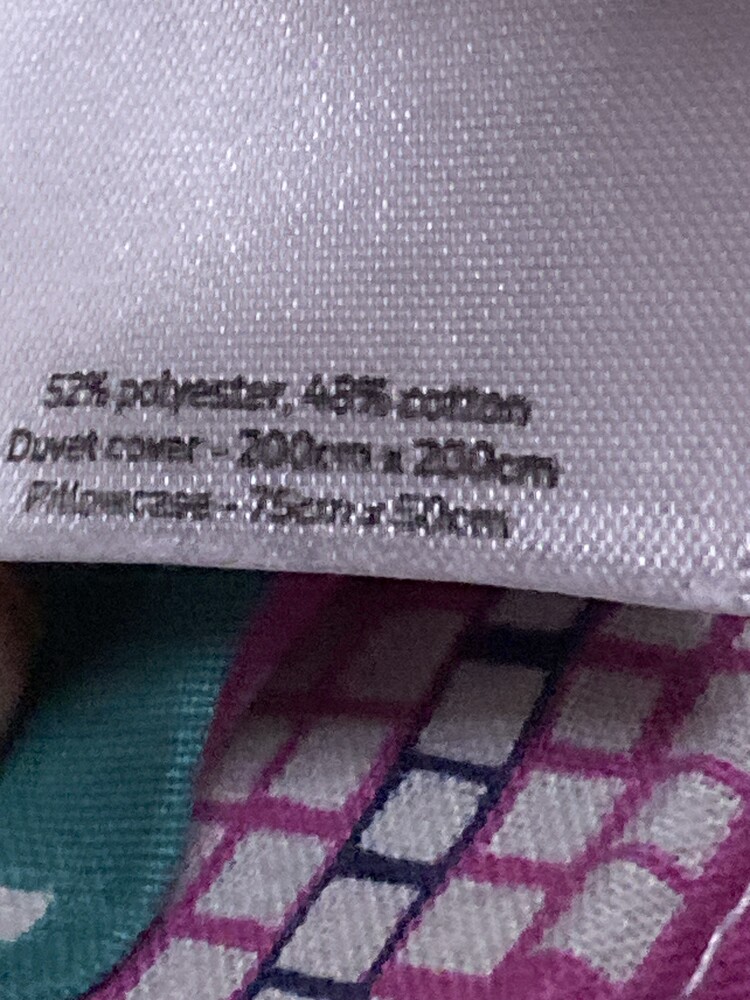 52% polyester, 48% cotton
Duvet cover - 200cm x 200cm
Pillowcase - 75cm x 50cm